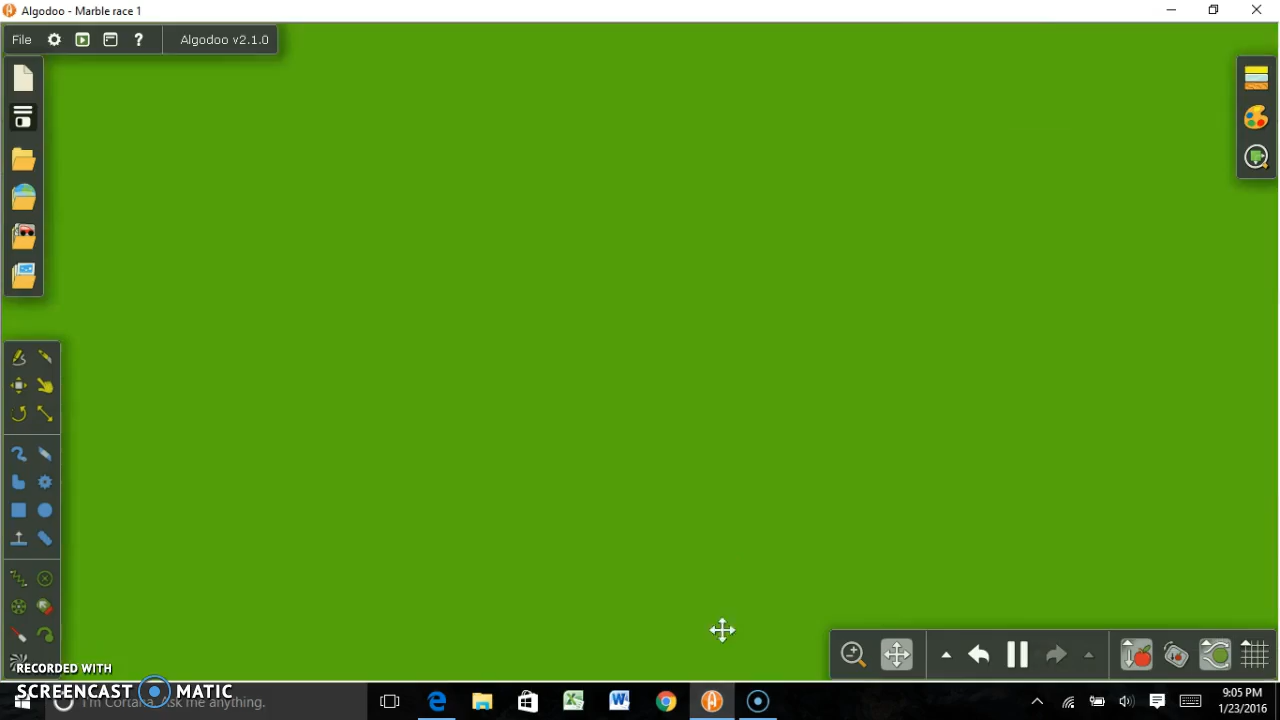 Algodoo - Marble race 1
File ? Algodoo v2.1.0
RECORDED WITH
SCREENCAST MATIC
I'm Cortana. Ask me anything.
9:05 PM
1/23/2016